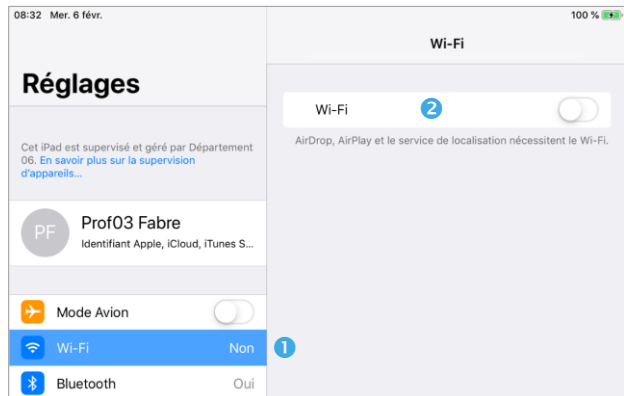 08:32 Mer. 6 févr.
100 %
Réglages
Cet iPad est supervisé et géré par Département
06. En savoir plus sur la supervision
d'appareils...
PF
Prof03 Fabre
Identifiant Apple, iCloud, iTunes S...
Mode Avion
Wi-Fi Non
1
Bluetooth Oui
Wi-Fi
Wi-Fi
2
AirDrop, AirPlay et le service de localisation nécessitent le Wi-Fi.